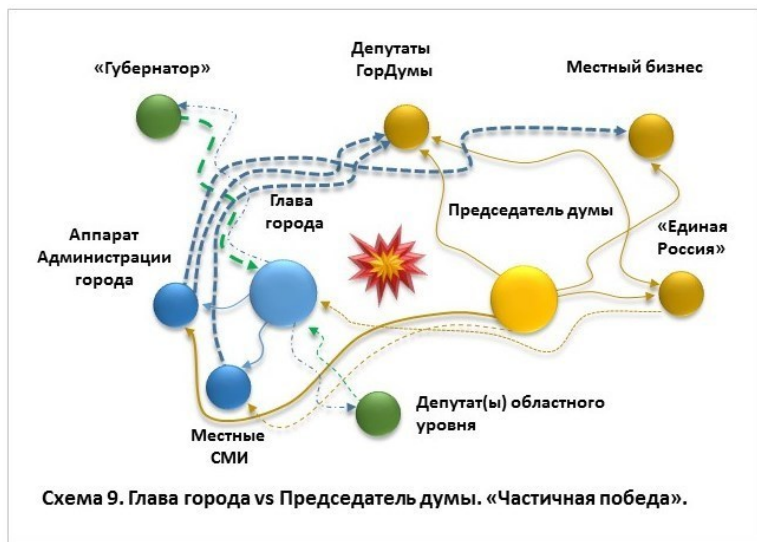 Депутаты
ГорДумы
«Губернатор»
Местный бизнес
Глава
города
Председатель думы
Аппарат
Администрации
города
«Единая
Россия»
Депутат(ы) областного
уровня
Местные
СМИ
Схема 9. Глава города vs Председатель думы. «Частичная победа».